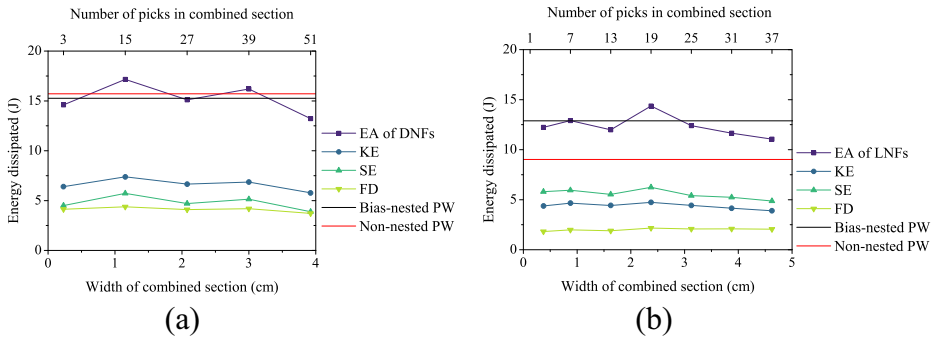 Number of picks in combined section
3 15 27 39 51
20
15
10
5
0
Energy dissipated (J)
0 1 2 3 4
Width of combined section (cm)
EA of DNFs
KE
SE
FD
Bias-nested PW
Non-nested PW
(a)
Number of picks in combined section
1 7 13 19 25 31 37
20
15
10
5
0
Energy dissipated (J)
0 1 2 3 4 5
Width of combined section (cm)
EA of LNFs
KE
SE
FD
Bias-nested PW
Non-nested PW
(b)